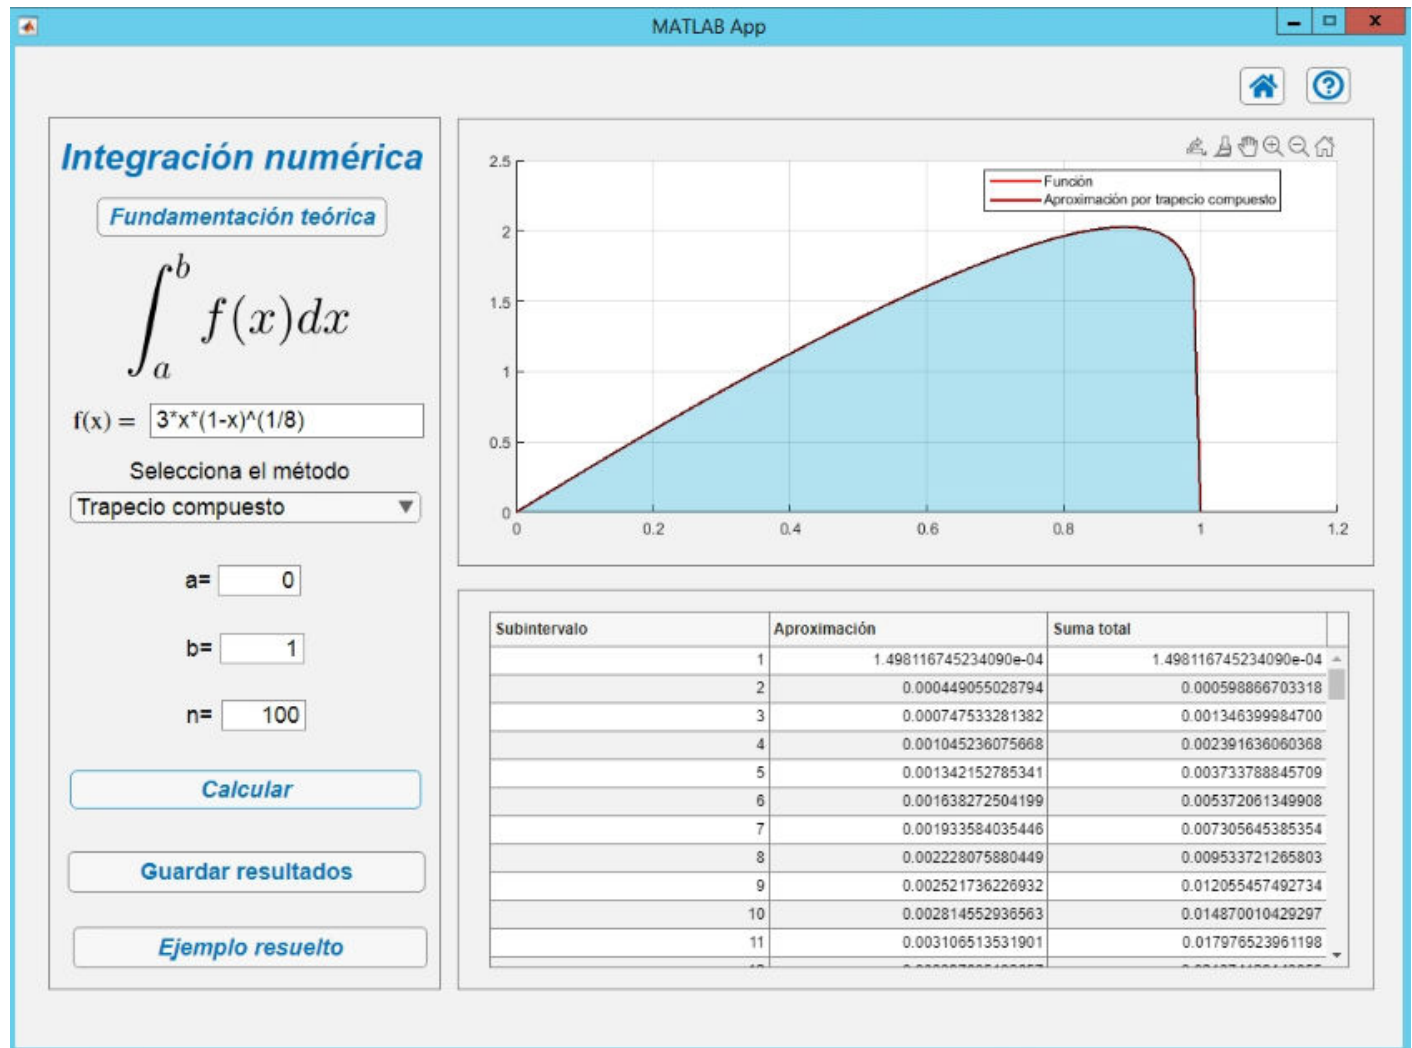 MATLAB App
Integración numérica
Fundamentación teórica
∫_a^b f(x)dx
f(x) = 3*x*(1-x)^(1/8)
Selecciona el método
Trapecio compuesto
a= 0
b= 1
n= 100
Calcular
Guardar resultados
Ejemplo resuelto
Función
Aproximación por trapecio compuesto
2.5
2
1.5
1
0.5
0
0 0.2 0.4 0.6 0.8 1 1.2
Subintervalo Aproximación Suma total
1 1.498116745234090e-04 1.498116745234090e-04
2 0.000449055028794 0.000598866703318
3 0.000747533281382 0.001346399984700
4 0.001045236075668 0.002391636060368
5 0.001342152785341 0.003733788845709
6 0.001638272504199 0.005372061349908
7 0.001933584035446 0.007305645385354
8 0.002228075880449 0.009533721265803
9 0.002521736226932 0.012055457492734
10 0.002814552936563 0.014870010429297
11 0.003106513531901 0.017976523961198